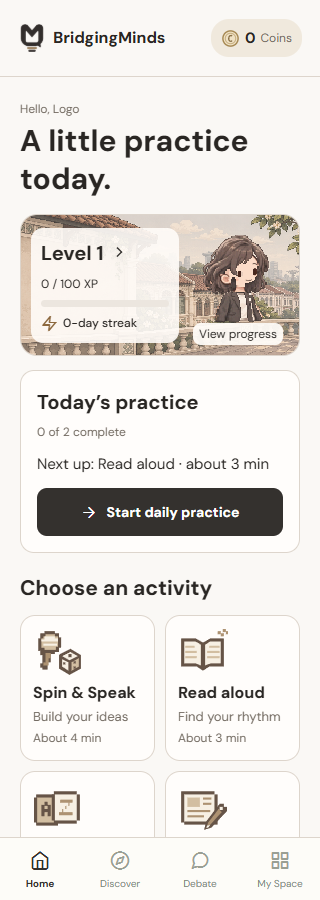 BridgingMinds
0 Coins
Hello, Logo
A little practice
today.
Level 1
0 / 100 XP
0-day streak
View progress
Today's practice
0 of 2 complete
Next up: Read aloud · about 3 min
Start daily practice
Choose an activity
Spin & Speak
Build your ideas
About 4 min
Read aloud
Find your rhythm
About 3 min
Home
Discover
Debate
My Space